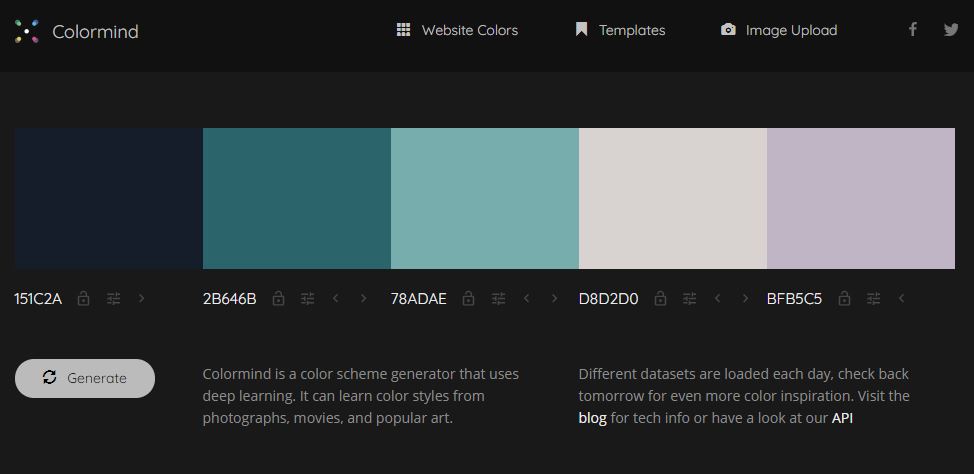 Colormind
Website Colors
Templates
Image Upload
151C2A
2B646B
78ADAE
D8D2D0
BFB5C5
Generate
Colormind is a color scheme generator that uses
deep learning. It can learn color styles from
photographs, movies, and popular art.
Different datasets are loaded each day, check back
tomorrow for even more color inspiration. Visit the
blog for tech info or have a look at our API